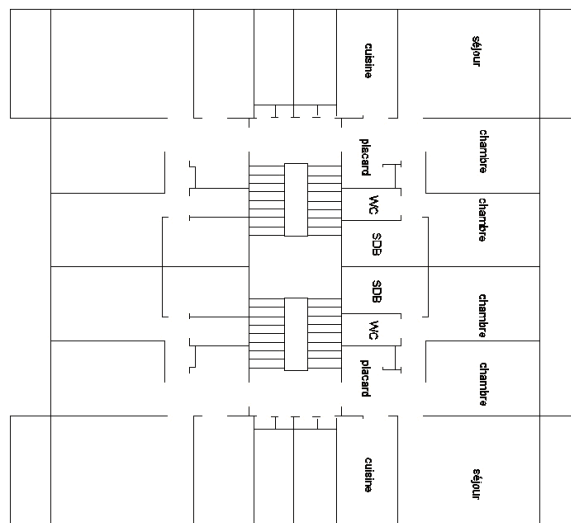 cuisine
séjour
placard
chambre
WC
chambre
SDB
SDB
chambre
WC
placard
chambre
cuisine
séjour